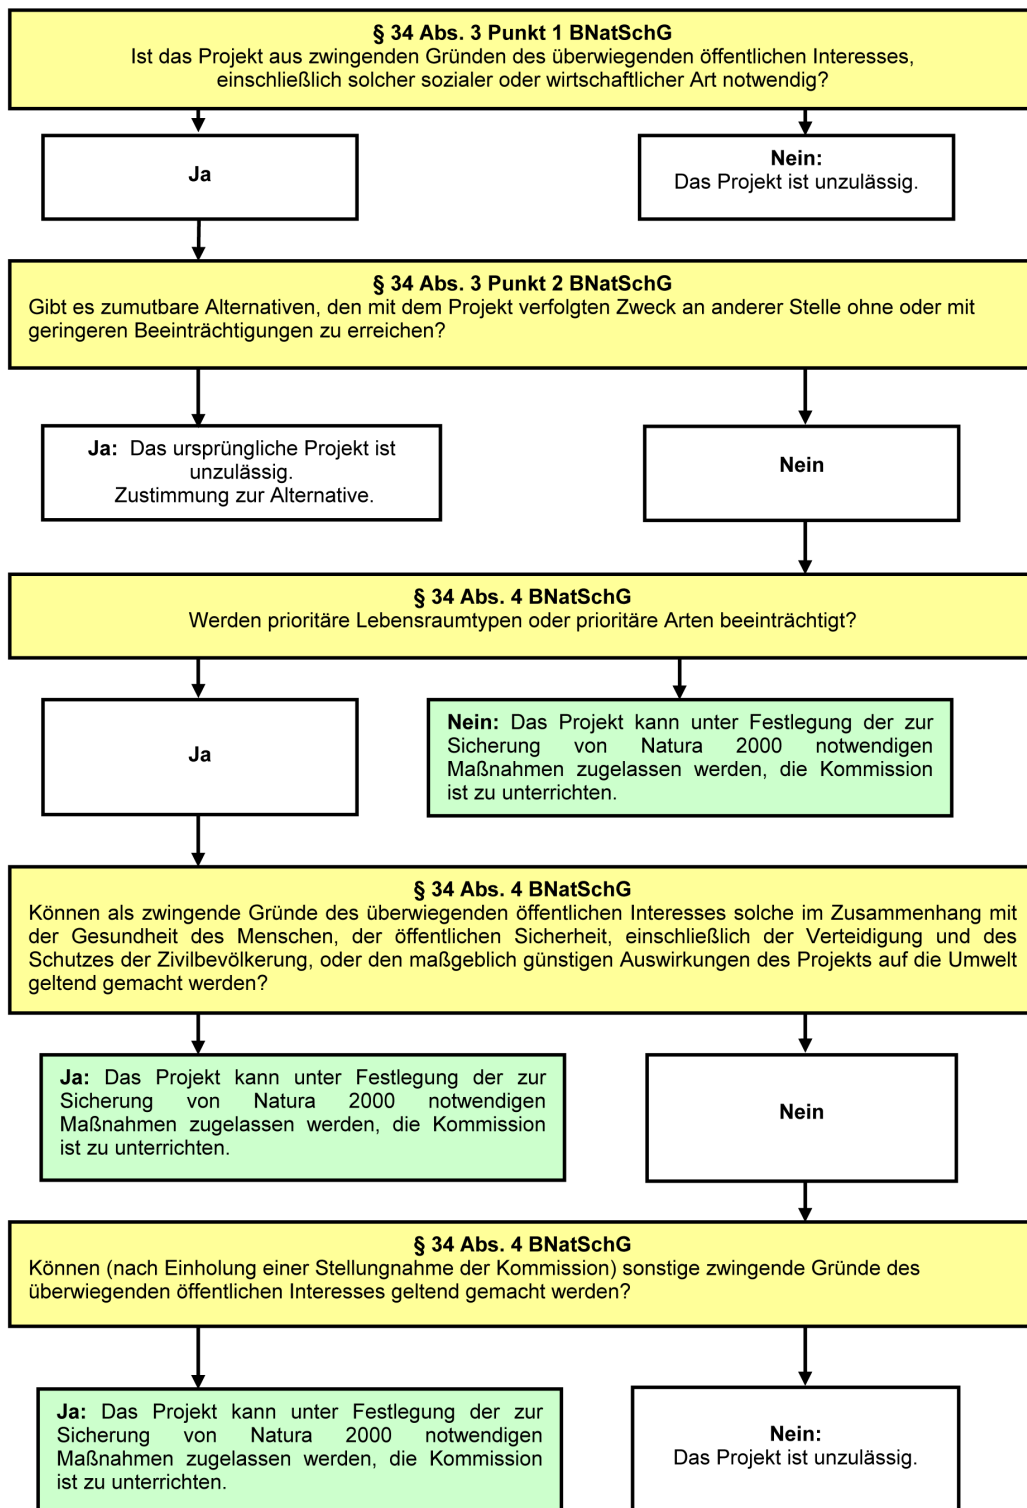 § 34 Abs. 3 Punkt 1 BNatSchG
Ist das Projekt aus zwingenden Gründen des überwiegenden öffentlichen Interesses,
einschließlich solcher sozialer oder wirtschaftlicher Art notwendig?
Ja
Nein:
Das Projekt ist unzulässig.
§ 34 Abs. 3 Punkt 2 BNatSchG
Gibt es zumutbare Alternativen, den mit dem Projekt verfolgten Zweck an anderer Stelle ohne oder mit
geringeren Beeinträchtigungen zu erreichen?
Ja: Das ursprüngliche Projekt ist
unzulässig.
Zustimmung zur Alternative.
Nein
§ 34 Abs. 4 BNatSchG
Werden prioritäre Lebensraumtypen oder prioritäre Arten beeinträchtigt?
Ja
Nein: Das Projekt kann unter Festlegung der zur
Sicherung von Natura 2000 notwendigen
Maßnahmen zugelassen werden, die Kommission
ist zu unterrichten.
§ 34 Abs. 4 BNatSchG
Können als zwingende Gründe des überwiegenden öffentlichen Interesses solche im Zusammenhang mit
der Gesundheit des Menschen, der öffentlichen Sicherheit, einschließlich der Verteidigung und des
Schutzes der Zivilbevölkerung, oder den maßgeblich günstigen Auswirkungen des Projekts auf die Umwelt
geltend gemacht werden?
Ja: Das Projekt kann unter Festlegung der zur
Sicherung von Natura 2000 notwendigen
Maßnahmen zugelassen werden, die Kommission
ist zu unterrichten.
Nein
§ 34 Abs. 4 BNatSchG
Können (nach Einholung einer Stellungnahme der Kommission) sonstige zwingende Gründe des
überwiegenden öffentlichen Interesses geltend gemacht werden?
Ja: Das Projekt kann unter Festlegung der zur
Sicherung von Natura 2000 notwendigen
Maßnahmen zugelassen werden, die Kommission
ist zu unterrichten.
Nein:
Das Projekt ist unzulässig.